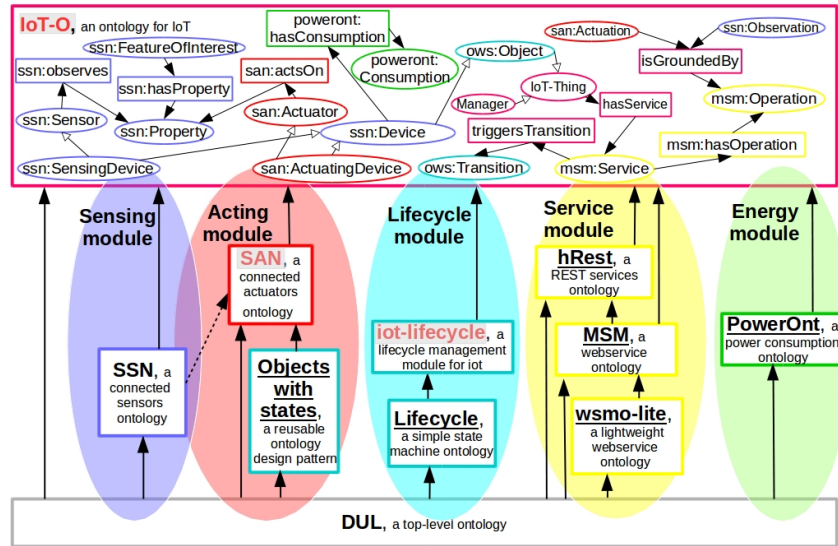 IoT-O, an ontology for IoT
ssn:FeatureOfInterest
ssn:observes
ssn:hasProperty
ssn:Sensor
ssn:Property
ssn:SensingDevice
san:actsOn
san:Actuator
san:ActuatingDevice
poweront:
hasConsumption
poweront:
Consumption
ssn:Device
ows:Object
IoT-Thing
Manager
hasService
triggersTransition
ows:Transition
msm:Service
san:Actuation
ssn:Observation
isGroundedBy
msm:Operation
msm:hasOperation
Sensing
module
Acting
module
Lifecycle
module
Service
module
Energy
module
SSN, a
connected
sensors
ontology
SAN, a
connected
actuators
ontology
Objects
with
states,
a reusable
ontology
design pattern
iot-lifecycle, a
lifecycle management
module for iot
Lifecycle,
a simple state
machine ontology
hRest, a
REST services
ontology
MSM, a
webservice
ontology
wsmo-lite,
a lightweight
webservice
ontology
PowerOnt, a
power consumption
ontology
DUL, a top-level ontology